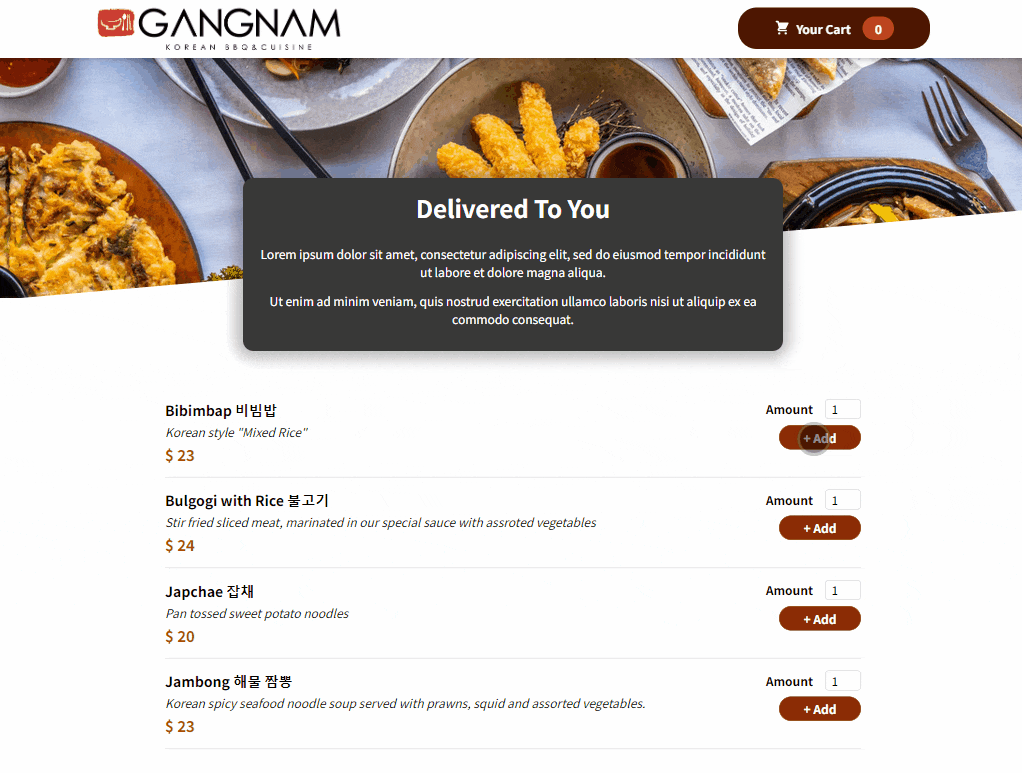 GANGNAM
KOREAN BBQ & CUISINE
Your Cart 0
Delivered To You
Lorem ipsum dolor sit amet, consectetur adipiscing elit, sed do eiusmod tempor incididunt
ut labore et dolore magna aliqua.
Ut enim ad minim veniam, quis nostrud exercitation ullamco laboris nisi ut aliquip ex ea
commodo consequat.
Bibimbap 비빔밥
Amount 1
Korean style "Mixed Rice"
+ Add
$ 23
Bulgogi with Rice 불고기
Amount 1
Stir fried sliced meat, marinated in our special sauce with assroted vegetables
+ Add
$ 24
Japchae 잡채
Amount 1
Pan tossed sweet potato noodles
+ Add
$ 20
Jambong 해물 짬뽕
Amount 1
Korean spicy seafood noodle soup served with prawns, squid and assorted vegetables.
+ Add
$ 23